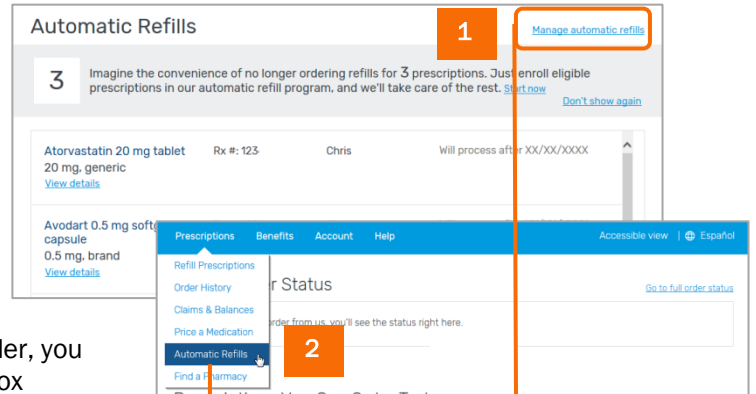 Automatic Refills
1
Manage automatic refills
3
Imagine the convenience of no longer ordering refills for 3 prescriptions. Just enroll eligible
prescriptions in our automatic refill program, and we'll take care of the rest. Start now
Don't show again
Atorvastatin 20 mg tablet Rx #: 123- Chris Will process after XX/XX/XXXX
20 mg, generic
View details
Avodart 0.5 mg
capsule
0.5 mg, brand
View details
Prescriptions Benefits Account Help Accessible view | Español
Refill Prescriptions
Order History
Claims & Balances
Price a Medication
Automatic Refills
Find a Pharmacy
Status
Go to full order status
order from us, you'll see the status right here.
2
you